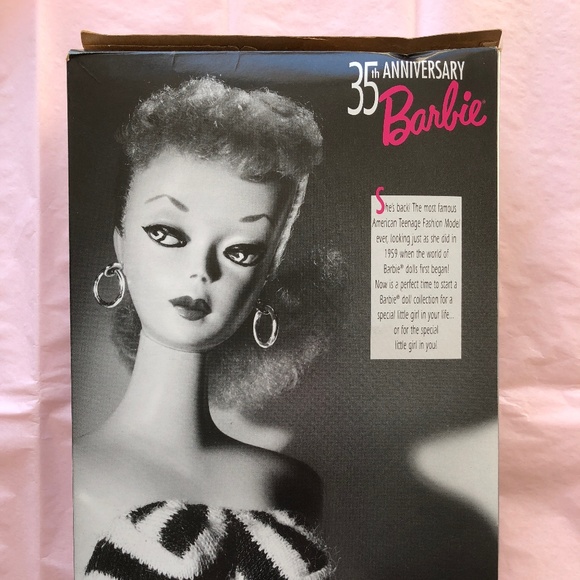 35th ANNIVERSARY
Barbie®
She's back! The most famous
American Teenage Fashion Model
ever, looking just as she did in
1959 when the world of
Barbie® dolls first began!
Now is a perfect time to start a
Barbie® doll collection for a
special little girl in your life...
or for the special
little girl in you!